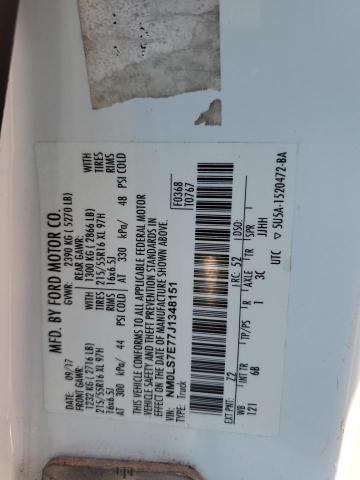 MFD. BY FORD MOTOR CO.
DATE: 09/17 GVWR: 2390 KG ( 5270 LB)
FRONT GAWR: REAR GAWR:
1232 KG ( 2716 LB) WITH 1300 KG ( 2866 LB) WITH
215/55R16 XL 97H TIRES 215/55R16 XL 97H TIRES
16x6.5J RIMS 16x6.5J RIMS
AT 300 kPa/ 44 PSI COLD AT 330 kPa/ 48 PSI COLD
THIS VEHICLE CONFORMS TO ALL APPLICABLE FEDERAL MOTOR
VEHICLE SAFETY AND THEFT PREVENTION STANDARDS IN
EFFECT ON THE DATE OF MANUFACTURE SHOWN ABOVE.
VIN: NM0LS7E77J1348151
TYPE: Truck
F0368
T0767
EXT PNT: Z2 RC: 52 DSO:
WB INT TR TP/PS R AXLE TR SPR
121 6B 1 3C JJHH
UTC ▽ 5U5A-1520472-BA